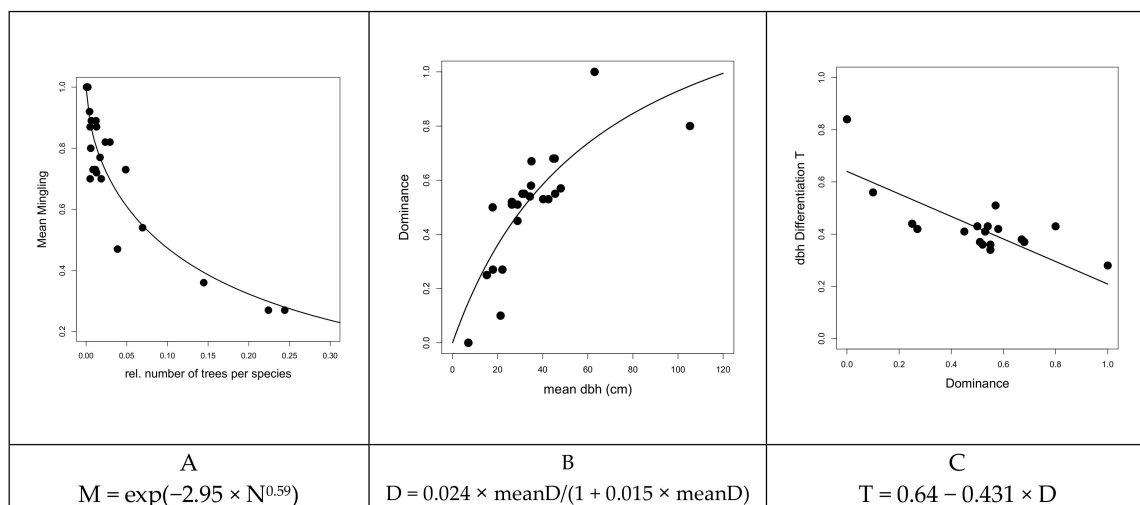 Mean Mingling
1.0
0.8
0.6
0.4
0.2
0.00 0.05 0.10 0.15 0.20 0.25 0.30
rel. number of trees per species
Dominance
1.0
0.8
0.6
0.4
0.2
0.0
0 20 40 60 80 100 120
mean dbh (cm)
dbh Differentiation T
1.0
0.8
0.6
0.4
0.2
0.0
0.0 0.2 0.4 0.6 0.8 1.0
Dominance
A
M = exp(−2.95 × N^0.59)
B
D = 0.024 × meanD/(1 + 0.015 × meanD)
C
T = 0.64 − 0.431 × D